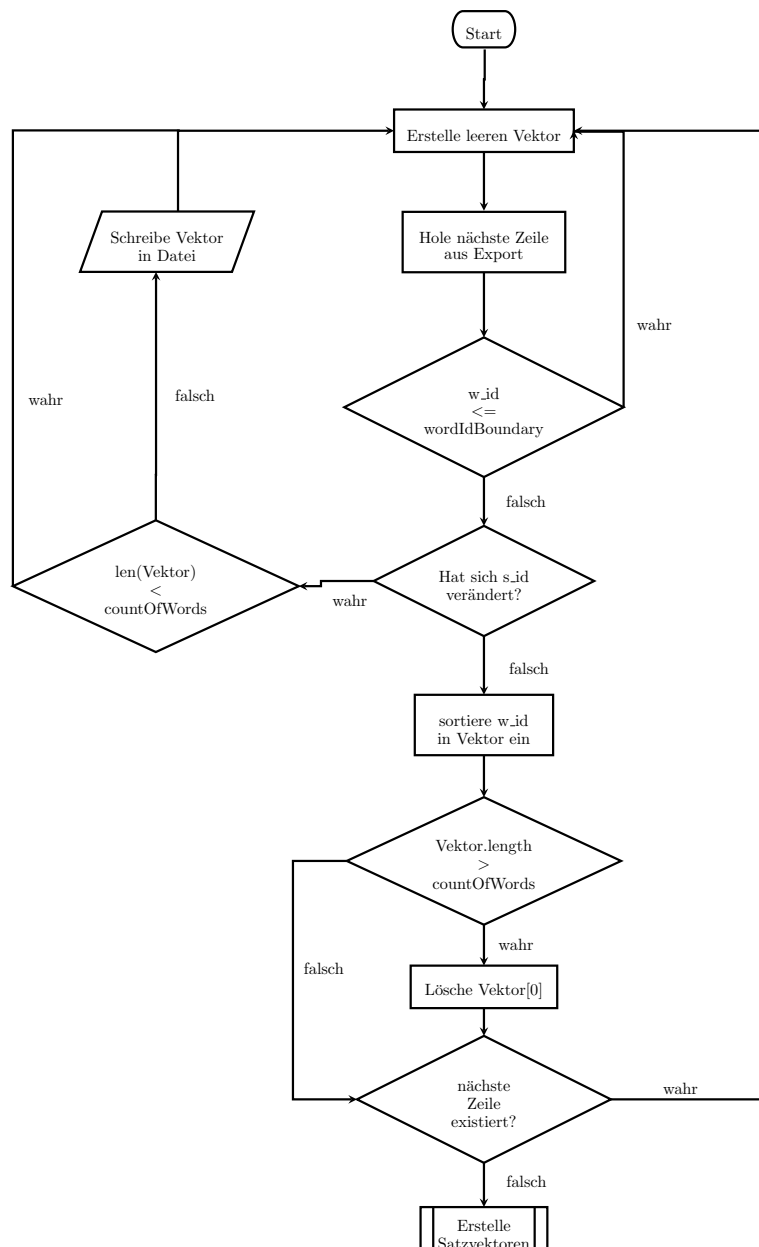 Start
Erstelle leeren Vektor
Schreibe Vektor
in Datei
Hole nächste Zeile
aus Export
wahr
wahr
falsch
w_id
<=
wordIdBoundary
falsch
len(Vektor)
<
countOfWords
Hat sich s_id
verändert?
wahr
falsch
sortiere w_id
in Vektor ein
Vektor.length
>
countOfWords
wahr
falsch
Lösche Vektor[0]
nächste
Zeile
existiert?
wahr
falsch
Erstelle
Satzvektoren